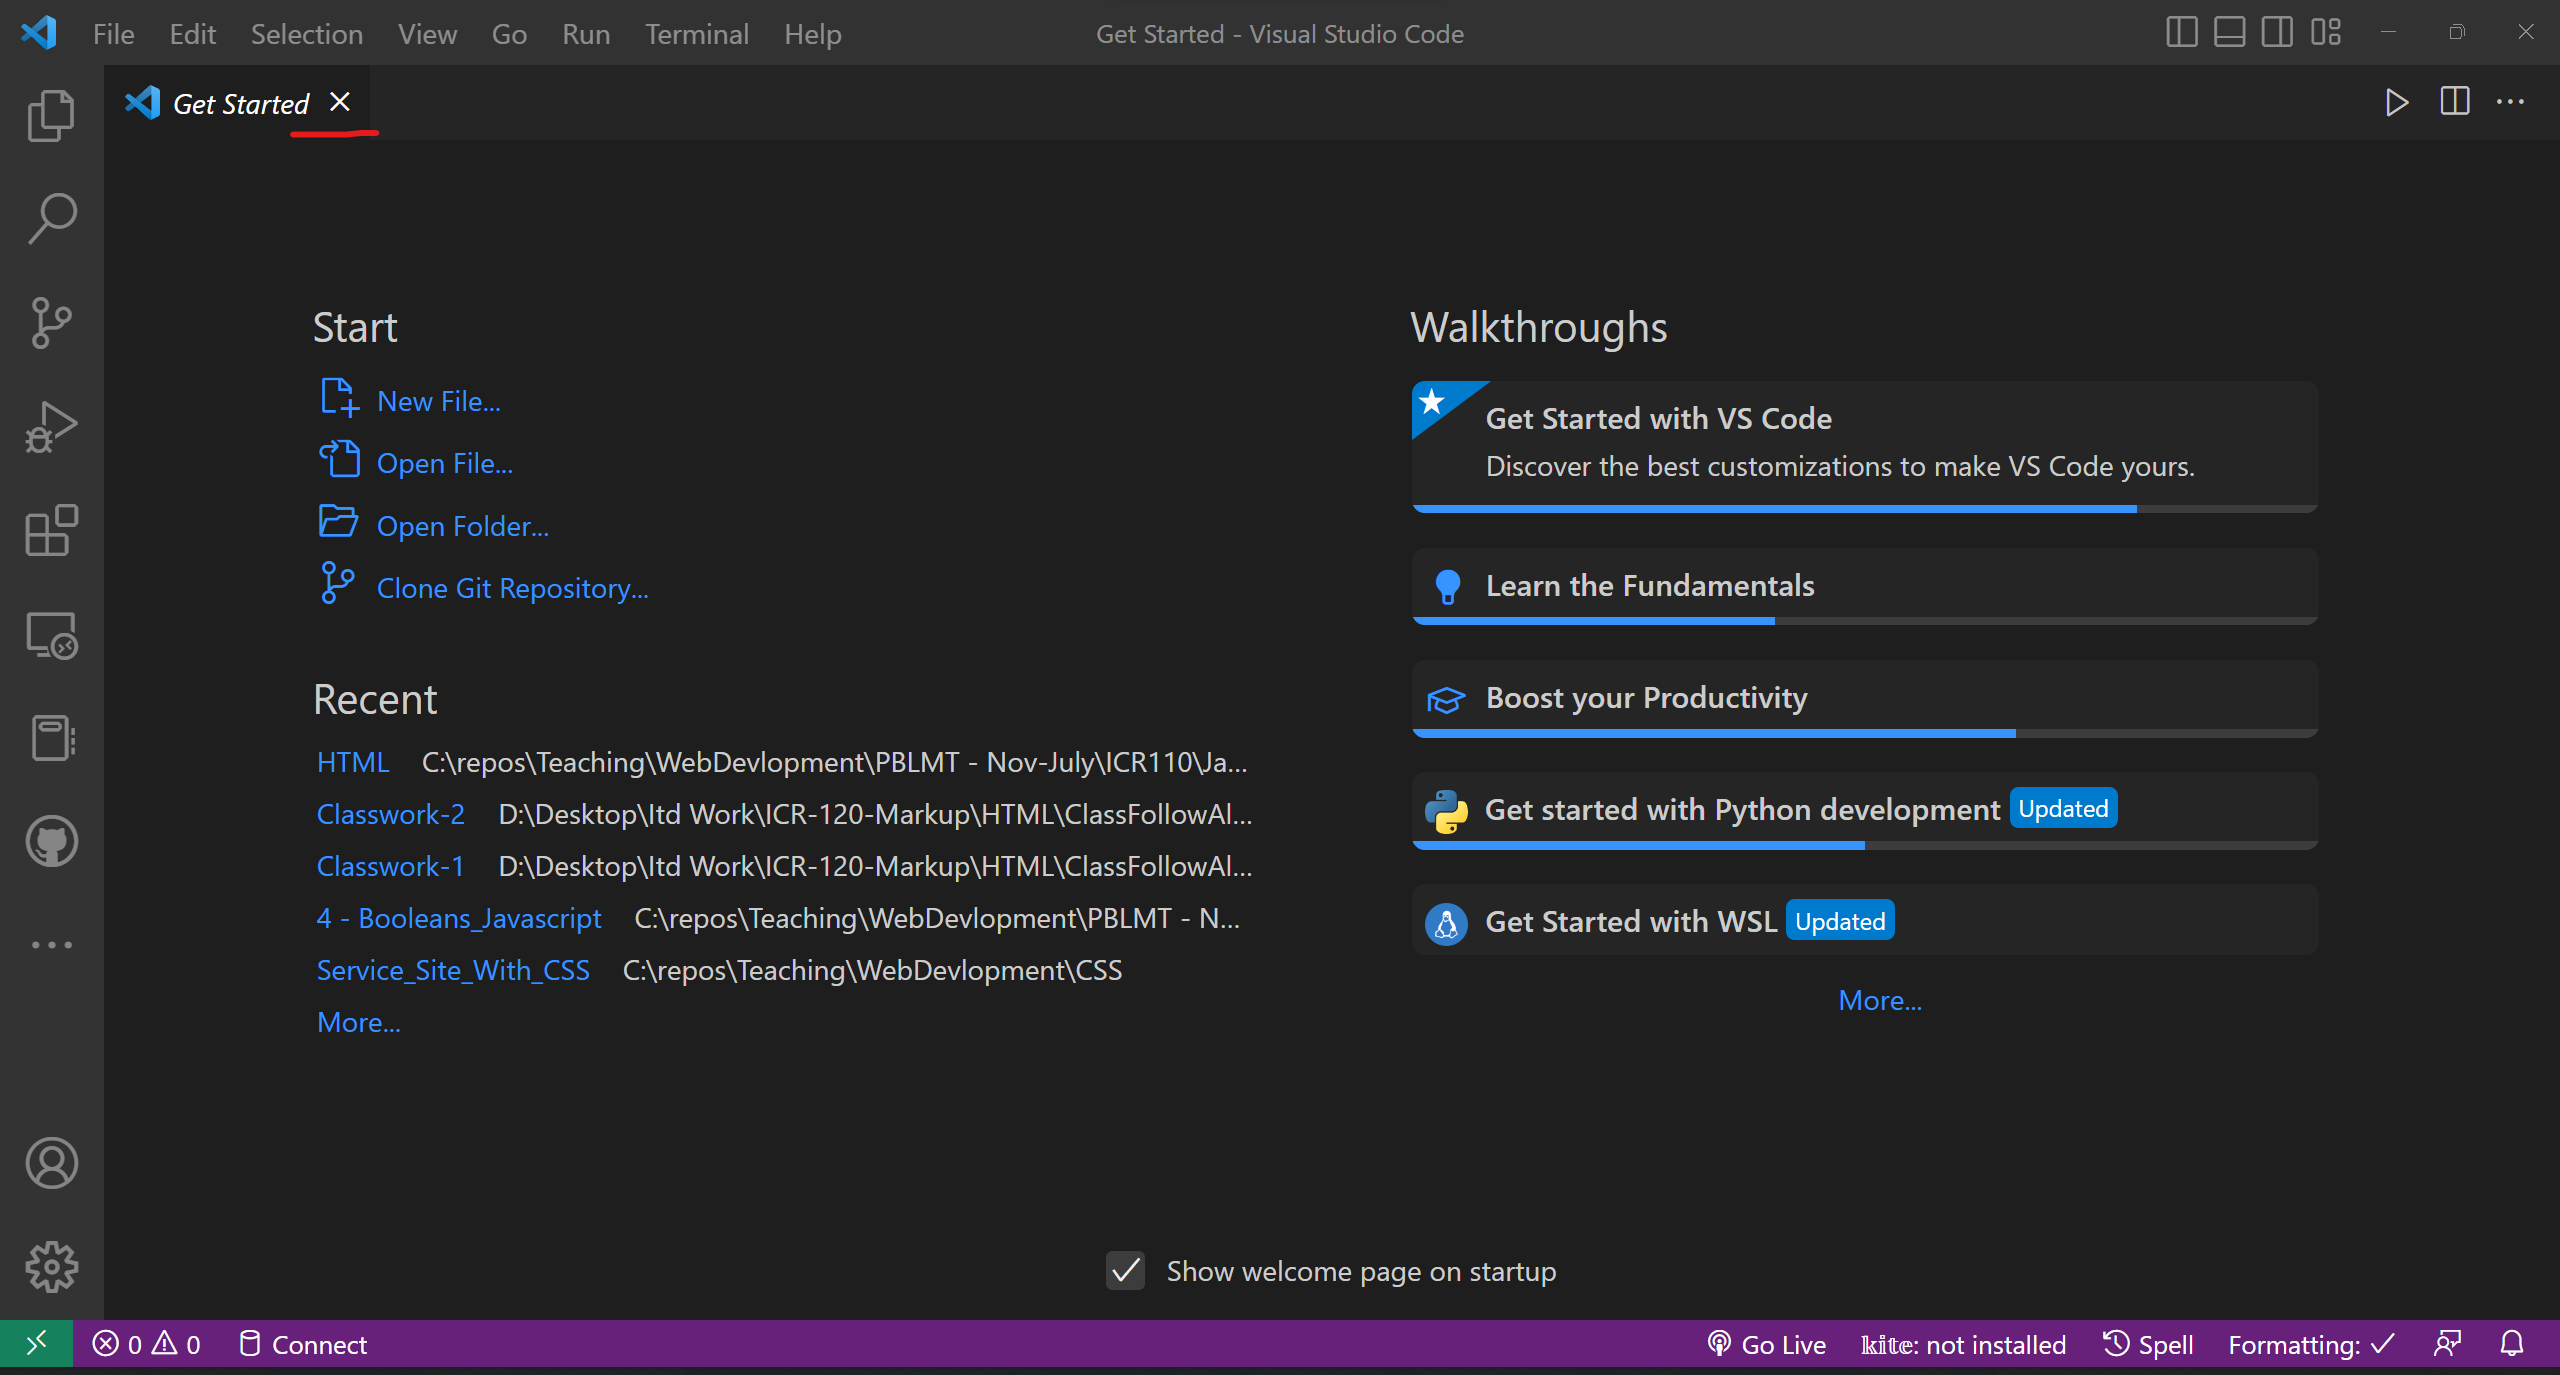 File Edit Selection View Go Run Terminal Help Get Started - Visual Studio Code
Get Started
Start
New File...
Open File...
Open Folder...
Clone Git Repository...
Recent
HTML C:\repos\Teaching\WebDevlopment\PBLMT - Nov-July\ICR110\Ja...
Classwork-2 D:\Desktop\Itd Work\ICR-120-Markup\HTML\ClassFollowAl...
Classwork-1 D:\Desktop\Itd Work\ICR-120-Markup\HTML\ClassFollowAl...
4 - Booleans_Javascript C:\repos\Teaching\WebDevlopment\PBLMT - N...
Service_Site_With_CSS C:\repos\Teaching\WebDevlopment\CSS
More...
Walkthroughs
Get Started with VS Code
Discover the best customizations to make VS Code yours.
Learn the Fundamentals
Boost your Productivity
Get started with Python development Updated
Get Started with WSL Updated
More...
Show welcome page on startup
0 0 Connect Go Live kite: not installed Spell Formatting: